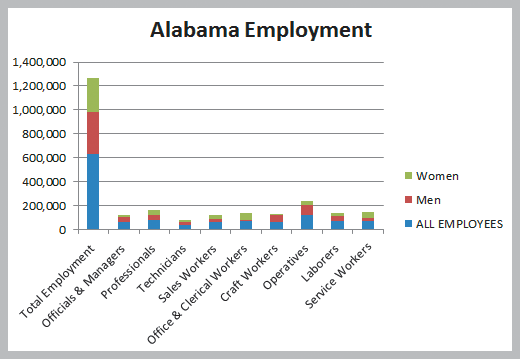 Alabama Employment
1,400,000
1,200,000
1,000,000
800,000
600,000
400,000
200,000
0
Women
Men
ALL EMPLOYEES
Total Employment
Officials & Managers
Professionals
Technicians
Sales Workers
Office & Clerical Workers
Craft Workers
Operatives
Laborers
Service Workers